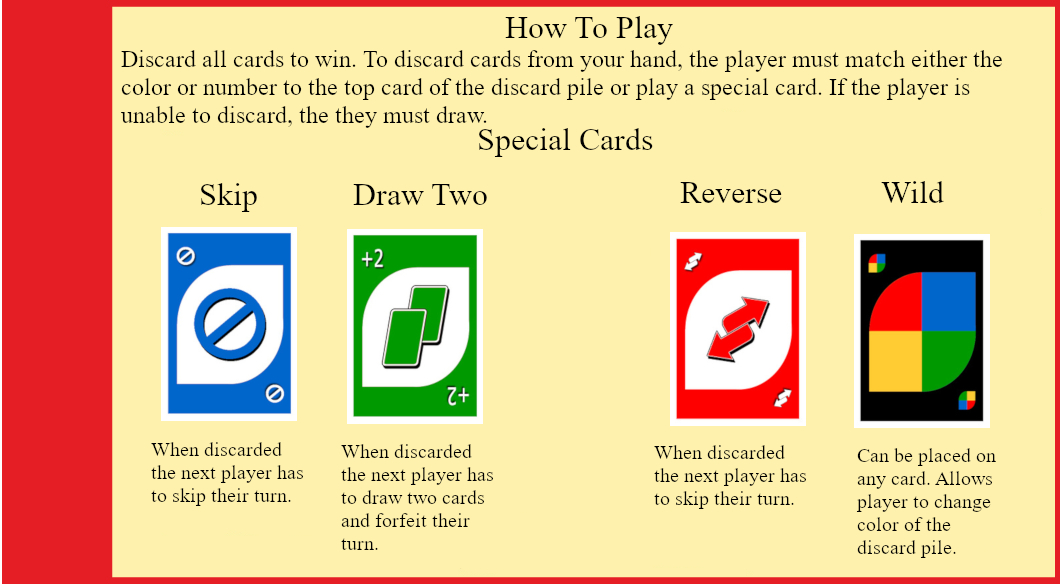 How To Play
Discard all cards to win. To discard cards from your hand, the player must match either the
color or number to the top card of the discard pile or play a special card. If the player is
unable to discard, the they must draw.
Special Cards
Skip
Draw Two
Reverse
Wild
+2
+2
When discarded
the next player has
to skip their turn.
When discarded
the next player has
to draw two cards
and forfeit their
turn.
When discarded
the next player has
to skip their turn.
Can be placed on
any card. Allows
player to change
color of the
discard pile.